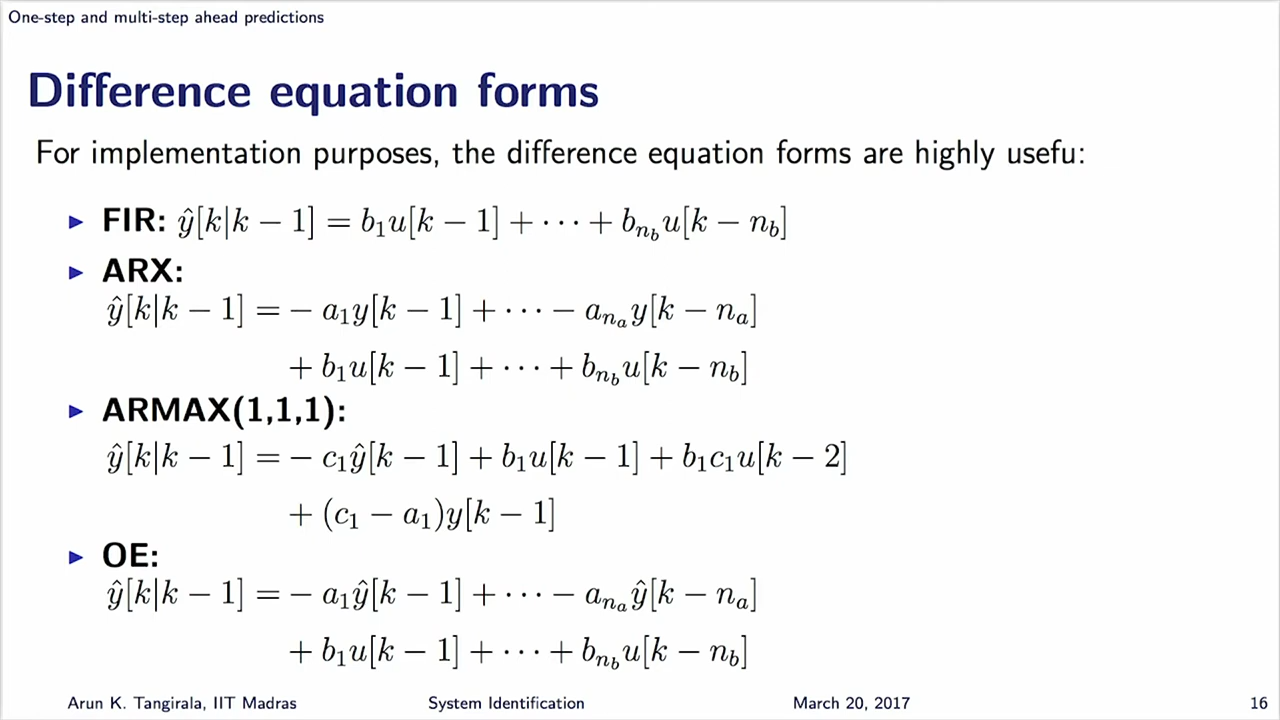 One-step and multi-step ahead predictions
Difference equation forms
For implementation purposes, the difference equation forms are highly usefu:
▶ FIR: ŷ[k|k − 1] = b₁u[k − 1] + ··· + b_{n_b}u[k − n_b]
▶ ARX:
ŷ[k|k − 1] = − a₁y[k − 1] + ··· − a_{n_a}y[k − n_a]
+ b₁u[k − 1] + ··· + b_{n_b}u[k − n_b]
▶ ARMAX(1,1,1):
ŷ[k|k − 1] = − c₁ŷ[k − 1] + b₁u[k − 1] + b₁c₁u[k − 2]
+ (c₁ − a₁)y[k − 1]
▶ OE:
ŷ[k|k − 1] = − a₁ŷ[k − 1] + ··· − a_{n_a}ŷ[k − n_a]
+ b₁u[k − 1] + ··· + b_{n_b}u[k − n_b]
Arun K. Tangirala, IIT Madras System Identification March 20, 2017 16